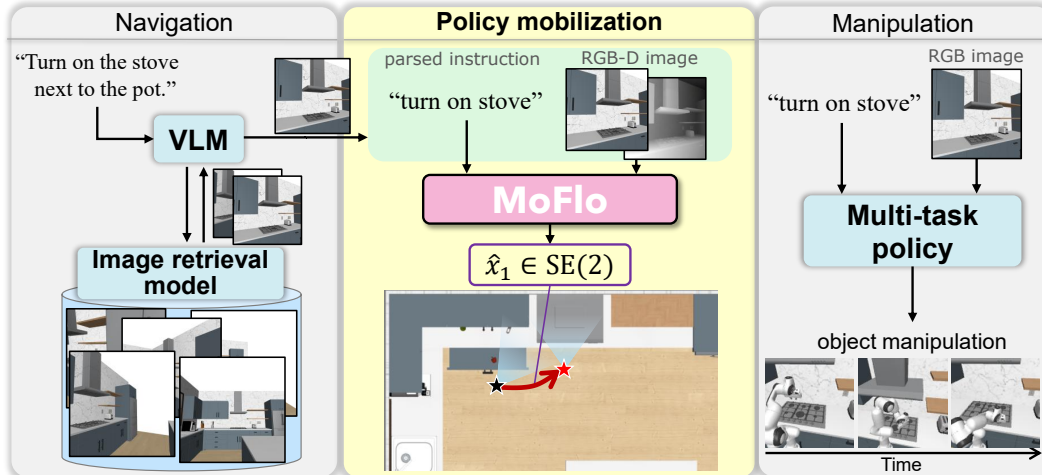 Navigation
“Turn on the stove
next to the pot.”
VLM
Image retrieval
model
Policy mobilization
parsed instruction
RGB-D image
“turn on stove”
MoFlo
x̂₁ ∈ SE(2)
Manipulation
RGB image
“turn on stove”
Multi-task
policy
object manipulation
Time